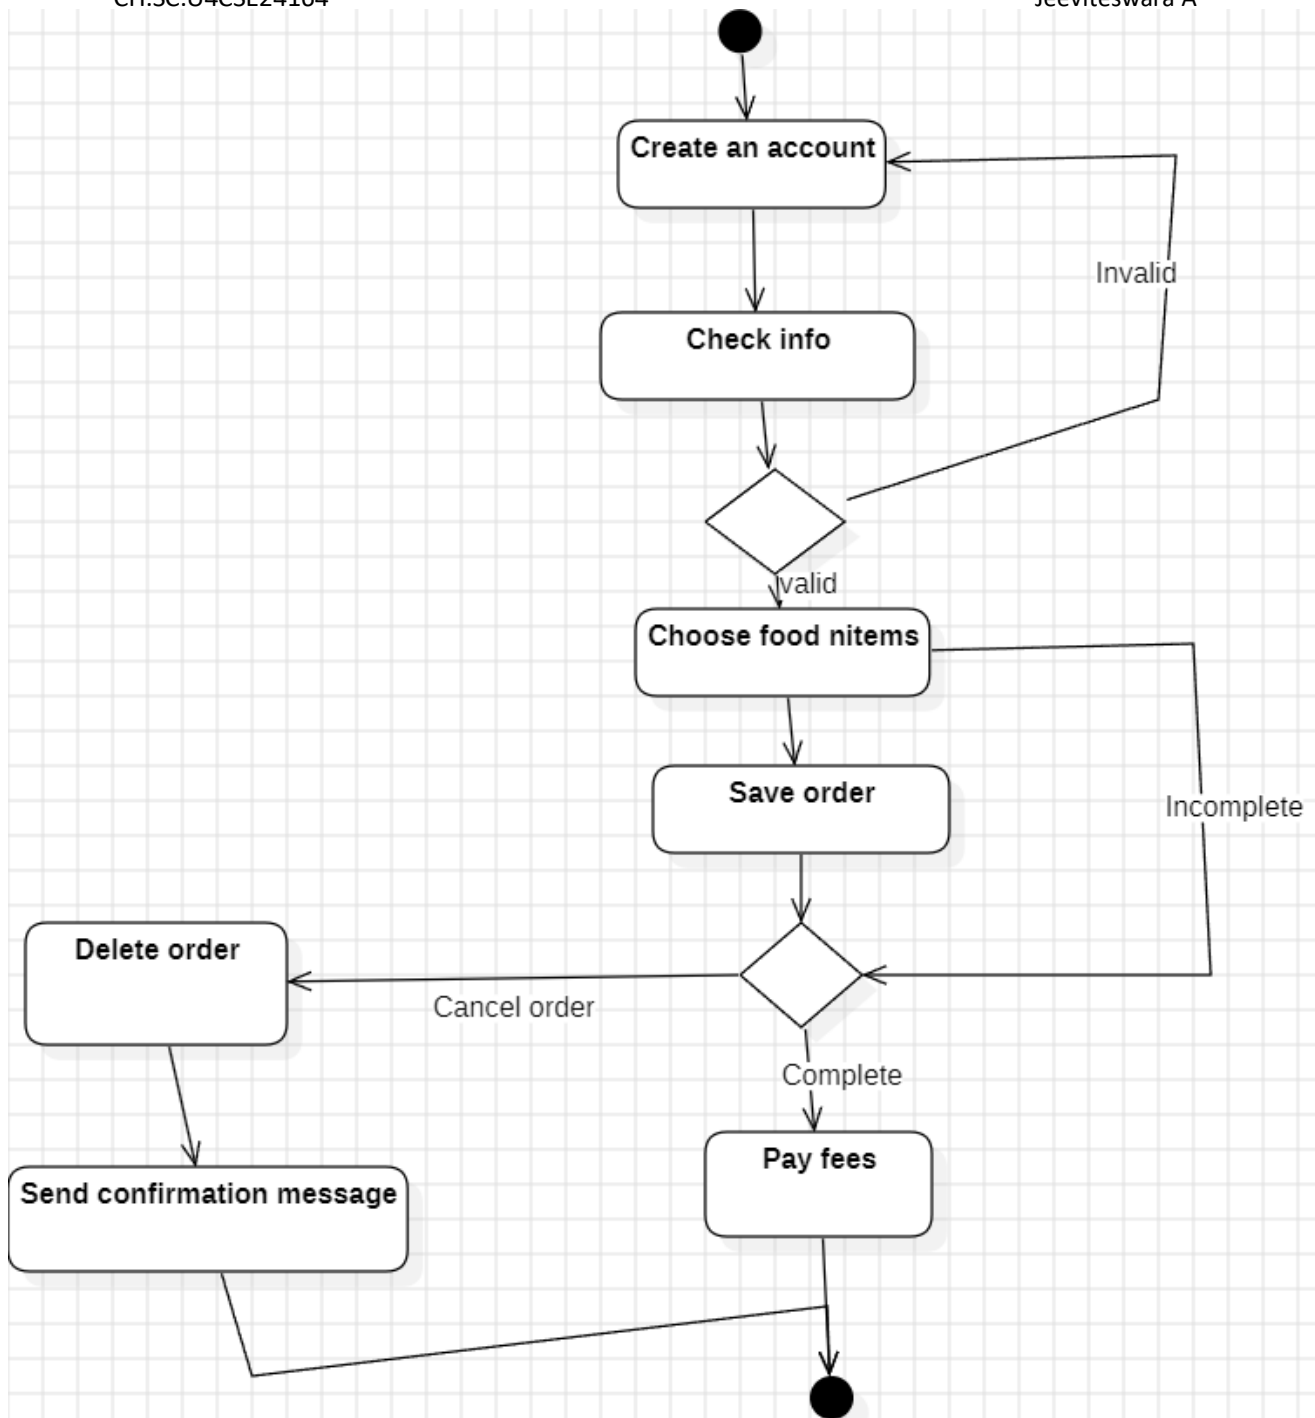 Jeeviteswara A
Create an account
Invalid
Check info
valid
Choose food nitems
Save order
Incomplete
Delete order
Cancel order
Complete
Pay fees
Send confirmation message